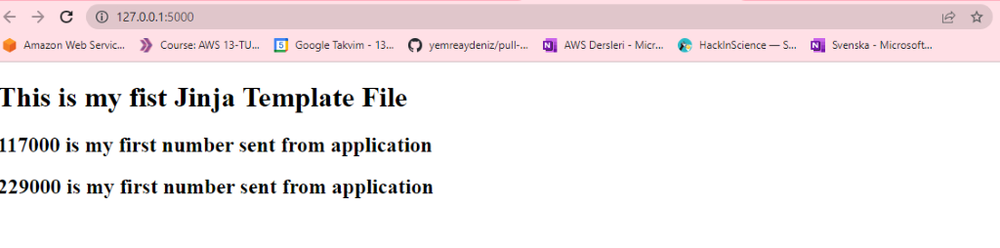 127.0.0.1:5000
Amazon Web Servic... Course: AWS 13-TU... Google Takvim - 13... yemreaydeniz/pull-... AWS Dersleri - Micr... HackInScience — S... Svenska - Microsoft...
This is my fist Jinja Template File
117000 is my first number sent from application
229000 is my first number sent from application